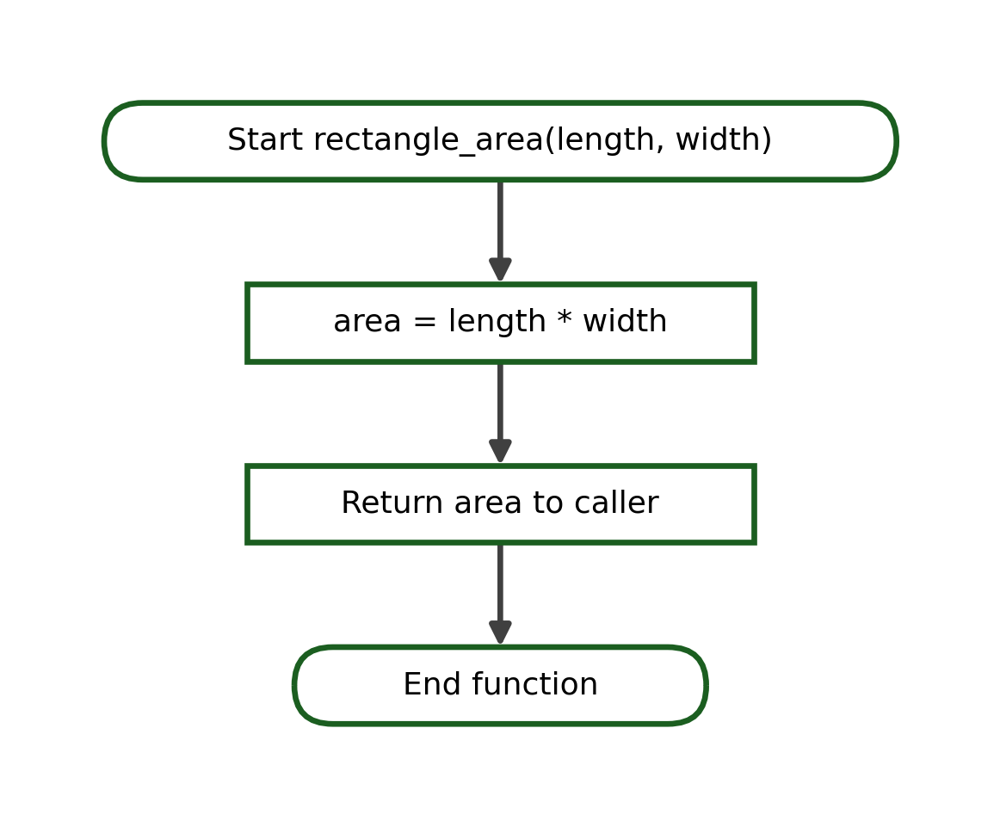 Start rectangle_area(length, width)
area = length * width
Return area to caller
End function